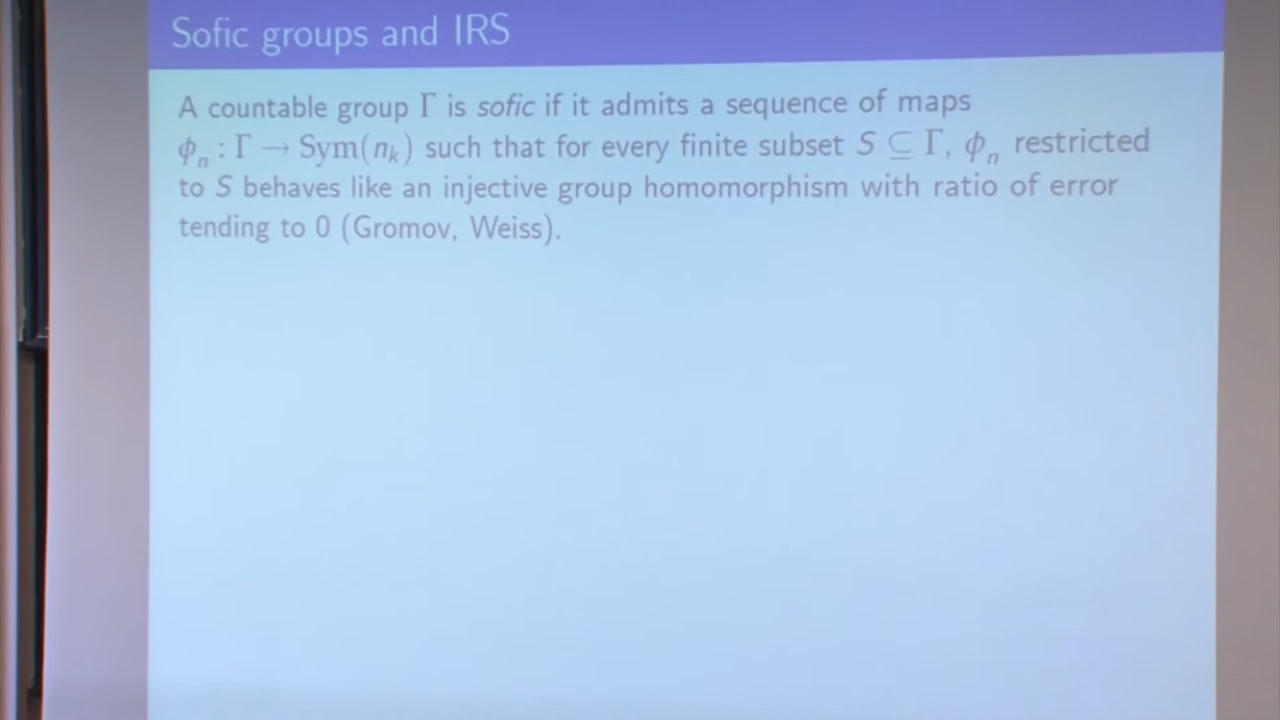 Sofic groups and IRS
A countable group Γ is sofic if it admits a sequence of maps
ϕₙ : Γ → Sym(nₖ) such that for every finite subset S ⊆ Γ, ϕₙ restricted
to S behaves like an injective group homomorphism with ratio of error
tending to 0 (Gromov, Weiss).